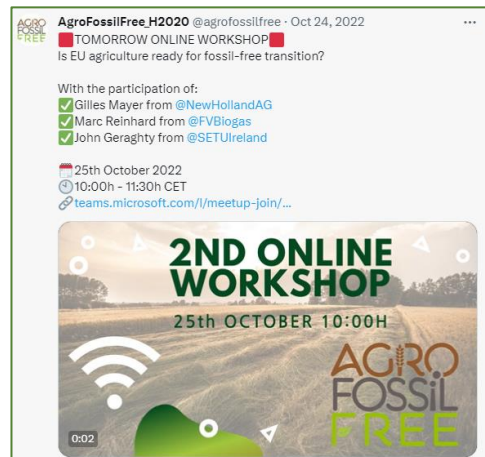 AGRO
FOSSIL
FREE
AgroFossilFree_H2020 @agrofossilfree · Oct 24, 2022
🟥TOMORROW ONLINE WORKSHOP🟥
Is EU agriculture ready for fossil-free transition?
With the participation of:
✅Gilles Mayer from @NewHollandAG
✅Marc Reinhard from @FVBiogas
✅John Geraghty from @SETUIreland
🗓️25th October 2022
🕙10:00h - 11:30h CET
🔗teams.microsoft.com/l/meetup-join/...
2ND ONLINE
WORKSHOP
25th OCTOBER 10:00H
AGRO
FOSSiL
FREE
0:02